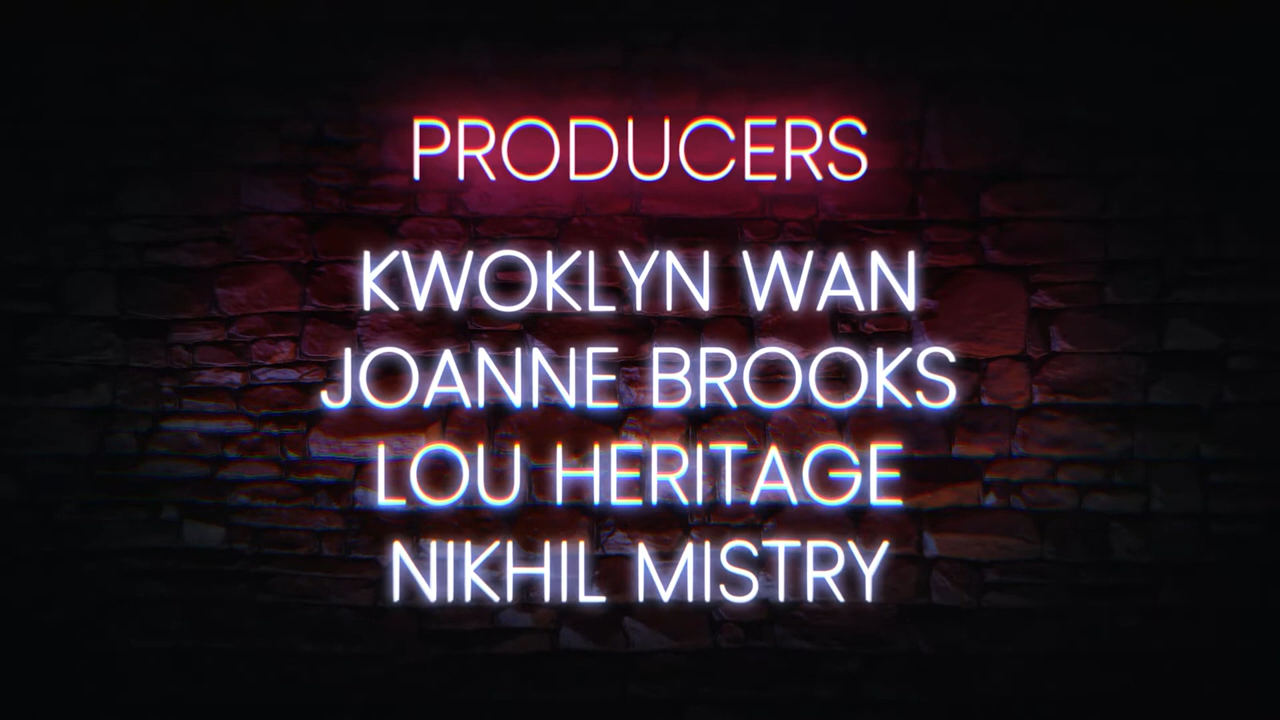 PRODUCERS
KWOKLYN WAN
JOANNE BROOKS
LOU HERITAGE
NIKHIL MISTRY